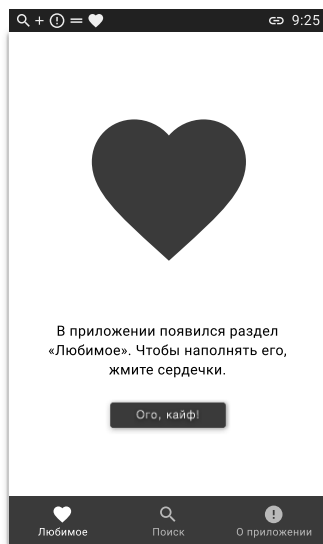 9:25
В приложении появился раздел
«Любимое». Чтобы наполнять его,
жмите сердечки.
Ого, кайф!
Любимое
Поиск
О приложении